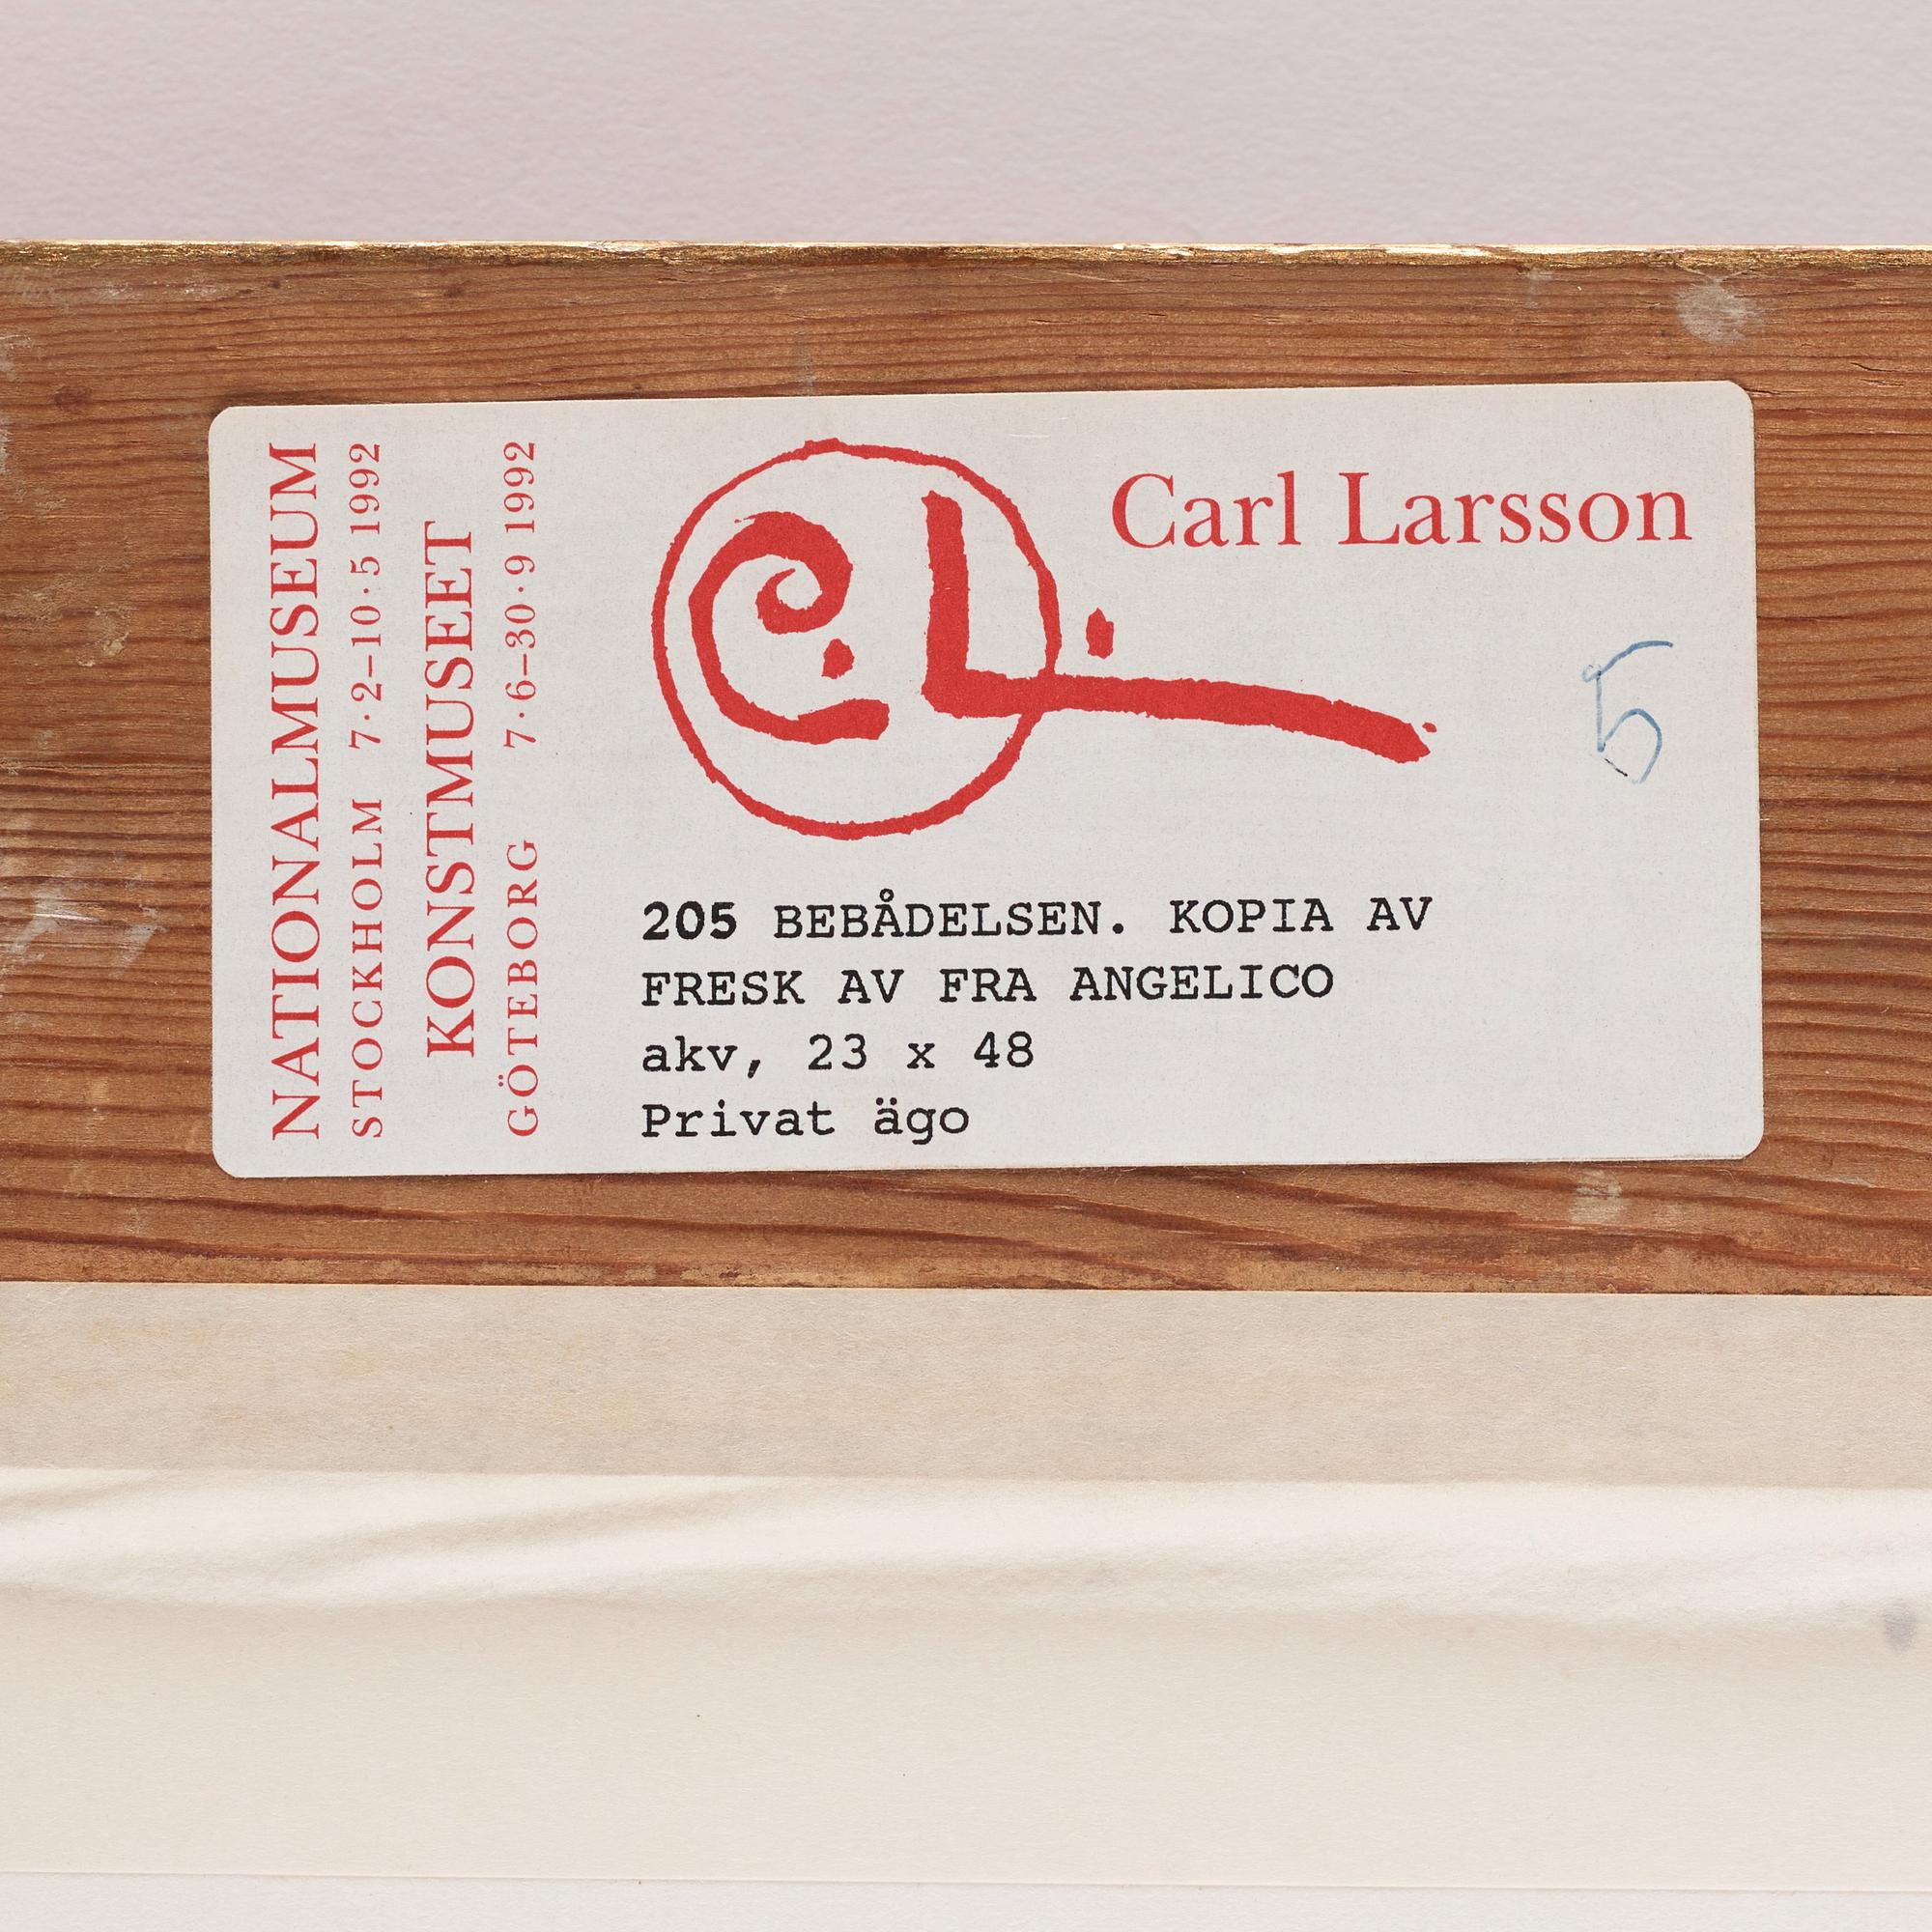 NATIONALMUSEUM
STOCKHOLM 7·2–10·5 1992
KONSTMUSEET
GÖTEBORG 7·6–30·9 1992
C.L.
Carl Larsson
5
205 BEBÅDELSEN. KOPIA AV
FRESK AV FRA ANGELICO
akv, 23 x 48
Privat ägo